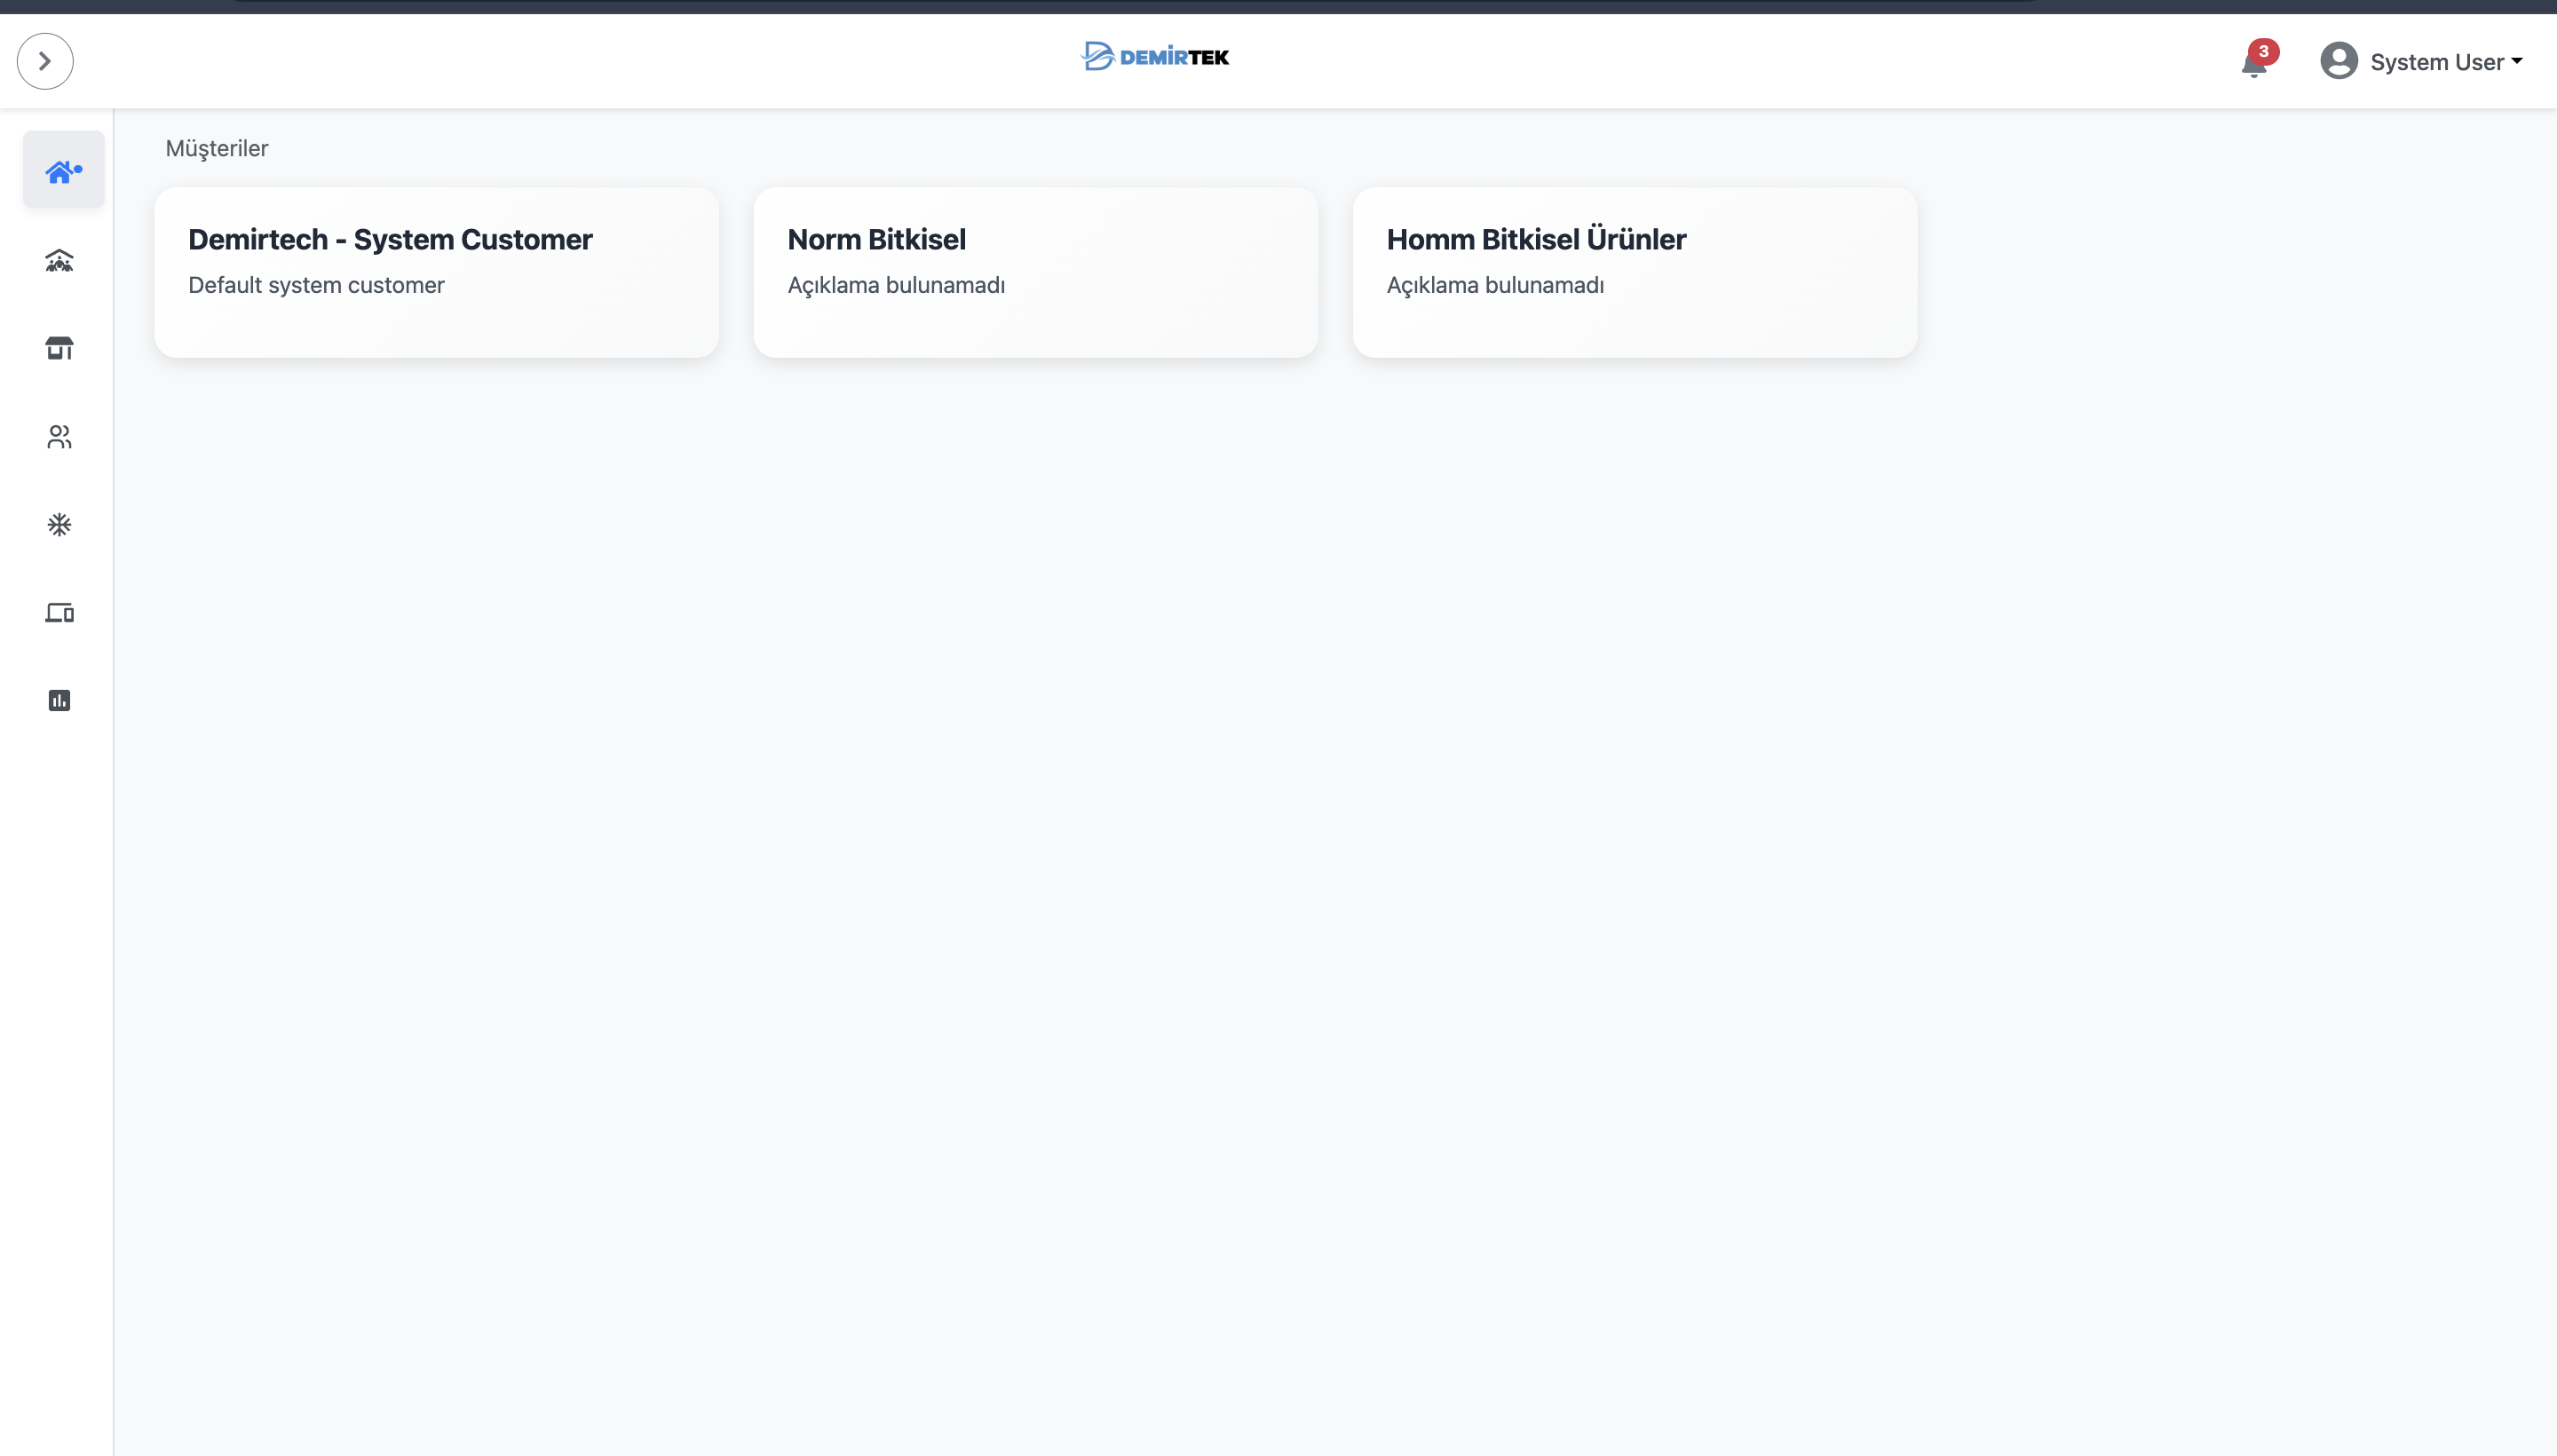 DEMİRTEK
3
System User
Müşteriler
Demirtech - System Customer
Default system customer
Norm Bitkisel
Açıklama bulunamadı
Homm Bitkisel Ürünler
Açıklama bulunamadı